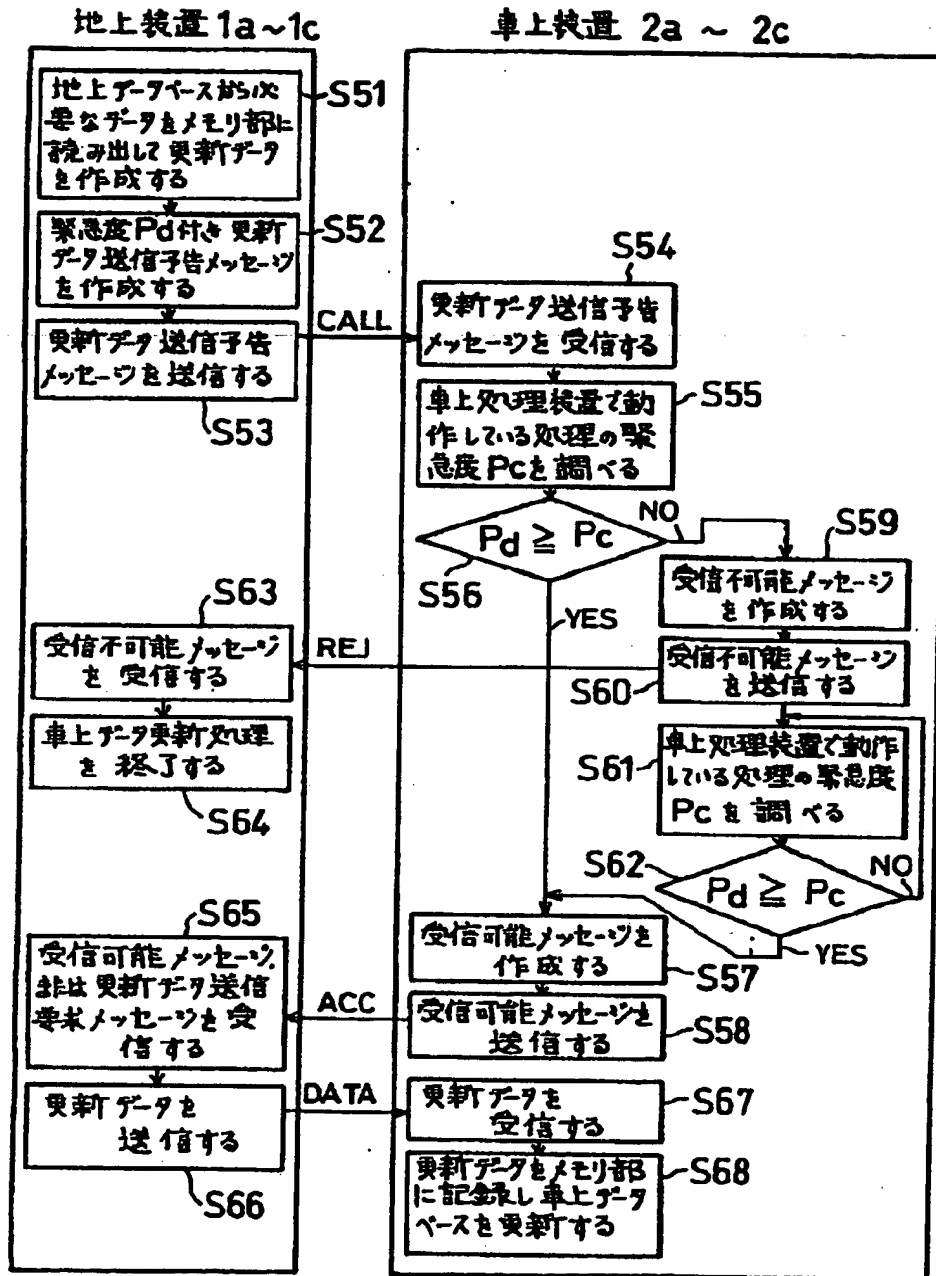 地上装置 1a~1c
車上装置 2a ~ 2c
地上データベースから必
要なデータをメモリ部に
読み出して更新データ
を作成する
S51
緊急度Pd付き更新
データ送信予告メッセージ
を作成する
S52
更新データ送信予告
メッセージを送信する
S53
CALL
S54
更新データ送信予告
メッセージを受信する
車上処理装置で動
作している処理の緊
急度Pcを調べる
S55
Pd ≧ Pc
NO
S56
YES
S59
受信不可能メッセージ
を作成する
受信不可能メッセージ
を送信する
S60
REJ
S63
受信不可能メッセージ
を受信する
車上データ更新処理
を終了する
S64
車上処理装置で動作
している処理の緊急度
Pcを調べる
S61
S62
Pd ≧ Pc
NO
YES
受信可能メッセージを
作成する
S57
受信可能メッセージを
送信する
S58
ACC
S65
受信可能メッセージ、
または更新データ送信
要求メッセージを受
信する
更新データを
送信する
S66
DATA
更新データを
受信する
S67
更新データをメモリ部
に記録し車上データ
ベースを更新する
S68